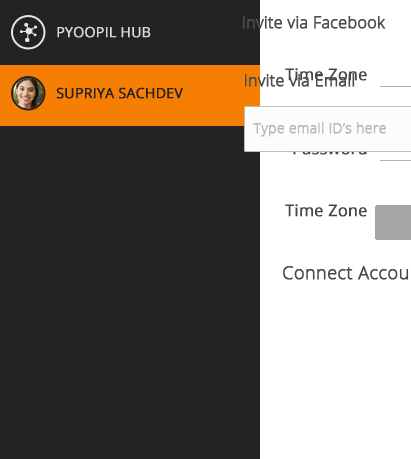 PYOOPIL HUB
SUPRIYA SACHDEV
Invite via Facebook
Time Zone
Invite via Email
Type email ID's here
Password
Time Zone
Connect Accou